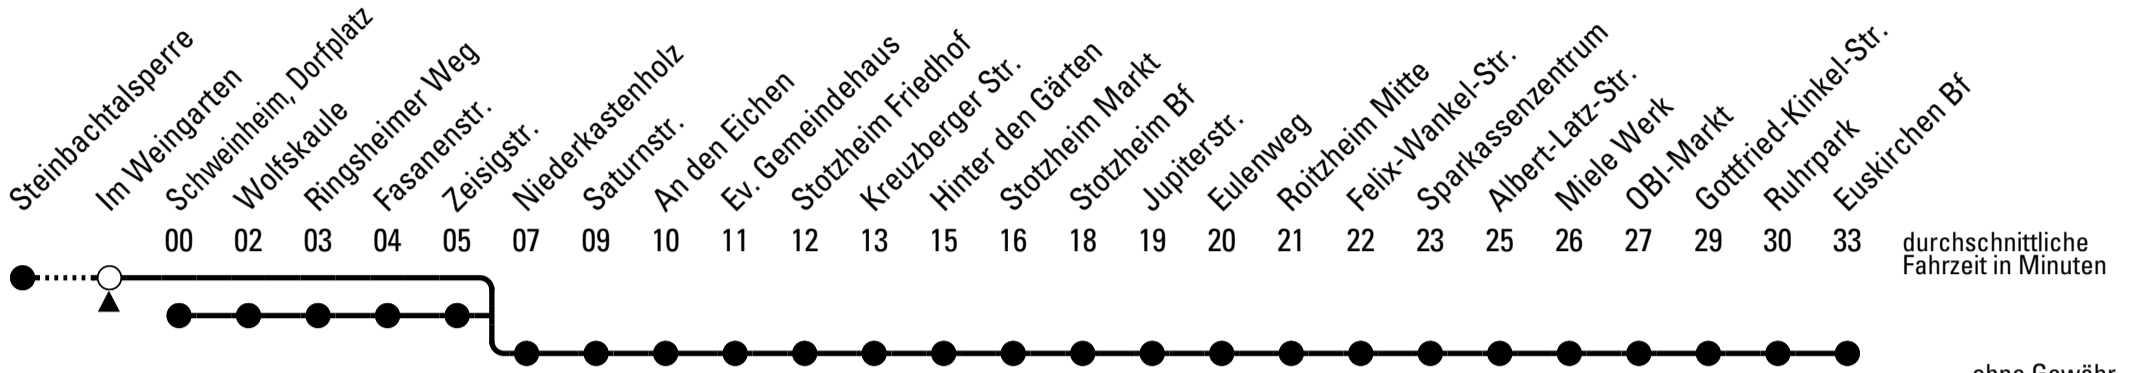 Steinbachtalsperre
Im Weingarten
Schweinheim, Dorfplatz
Wolfskaule
Ringsheimer Weg
Fasanenstr.
Zeisigstr.
Niederkastenholz
Saturnstr.
An den Eichen
Ev. Gemeindehaus
Stotzheim Friedhof
Kreuzberger Str.
Hinter den Gärten
Stotzheim Markt
Stotzheim Bf
Jupiterstr.
Eulenweg
Roitzheim Mitte
Felix-Wankel-Str.
Sparkassenzentrum
Albert-Latz-Str.
Miele Werk
OBI-Markt
Gottfried-Kinkel-Str.
Ruhrpark
Euskirchen Bf
00 02 03 04 05 07 09 10 11 12 13 15 16 18 19 20 21 22 23 25 26 27 29 30 33
durchschnittliche
Fahrzeit in Minuten
ohne Gewähr